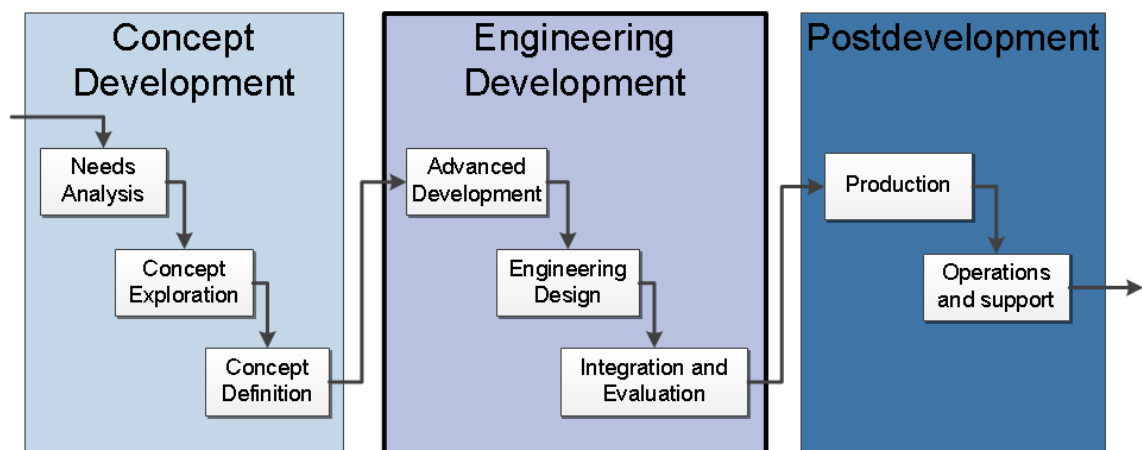 Concept
Development
Needs
Analysis
Concept
Exploration
Concept
Definition
Engineering
Development
Advanced
Development
Engineering
Design
Integration and
Evaluation
Postdevelopment
Production
Operations
and support